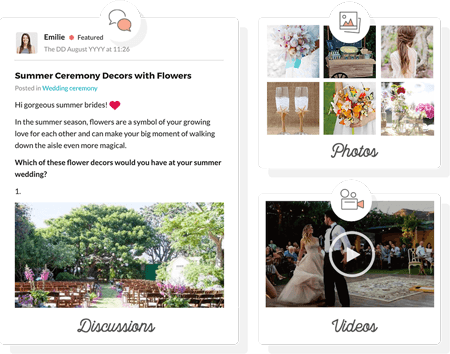 Emilie Featured
The DD August YYYY at 11:26
Summer Ceremony Decors with Flowers
Posted in Wedding ceremony
Hi gorgeous summer brides!
In the summer season, flowers are a symbol of your growing
love for each other and can make your big moment of walking
down the aisle even more magical.
Which of these flower decors would you have at your summer
wedding?
1.
Discussions
Photos
Videos